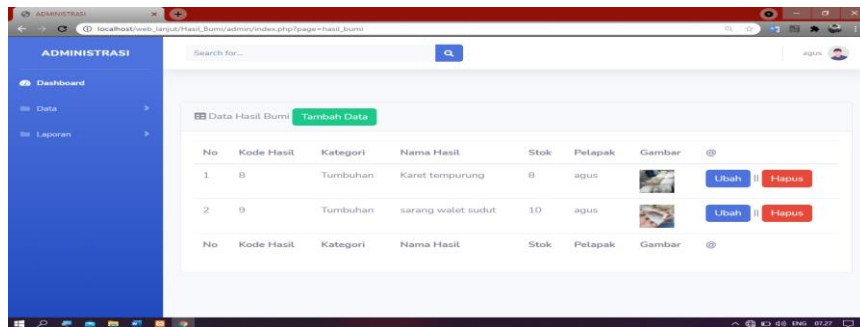 ADMINISTRASI
localhost/web_lanjut/Hasil_Bumi/admin/index.php?page=hasil_bumi
ADMINISTRASI
Search for...
agus
Dashboard
Data
Laporan
Data Hasil Bumi Tambah Data
No Kode Hasil Kategori Nama Hasil Stok Pelapak Gambar @
1 8 Tumbuhan Karet tempurung 8 agus Ubah || Hapus
2 9 Tumbuhan sarang walet sudut 10 agus Ubah || Hapus
No Kode Hasil Kategori Nama Hasil Stok Pelapak Gambar @
ENG 07.27